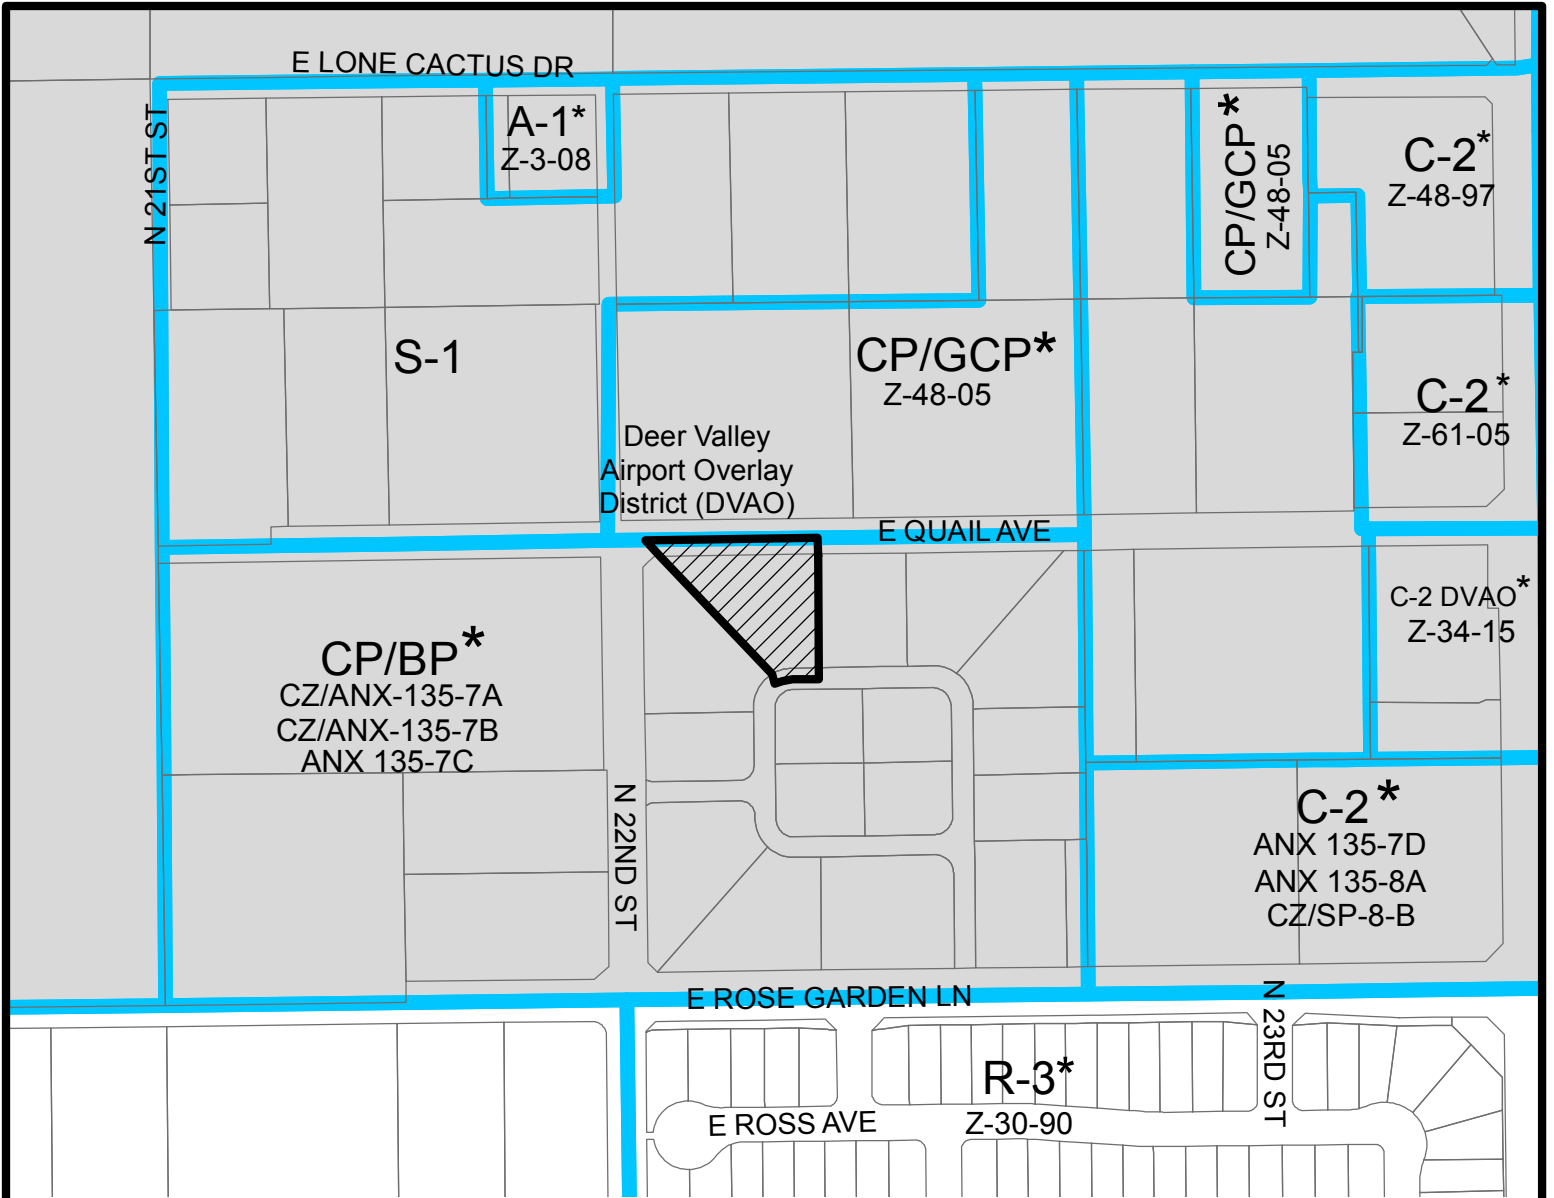 E LONE CACTUS DR
N 21ST ST
A-1*
Z-3-08
CP/GCP*
Z-48-05
C-2*
Z-48-97
S-1
CP/GCP*
Z-48-05
C-2*
Z-61-05
Deer Valley
Airport Overlay
District (DVAO)
E QUAIL AVE
C-2 DVAO*
Z-34-15
CP/BP*
CZ/ANX-135-7A
CZ/ANX-135-7B
ANX 135-7C
N 22ND ST
C-2*
ANX 135-7D
ANX 135-8A
CZ/SP-8-B
E ROSE GARDEN LN
N 23RD ST
R-3*
Z-30-90
E ROSS AVE